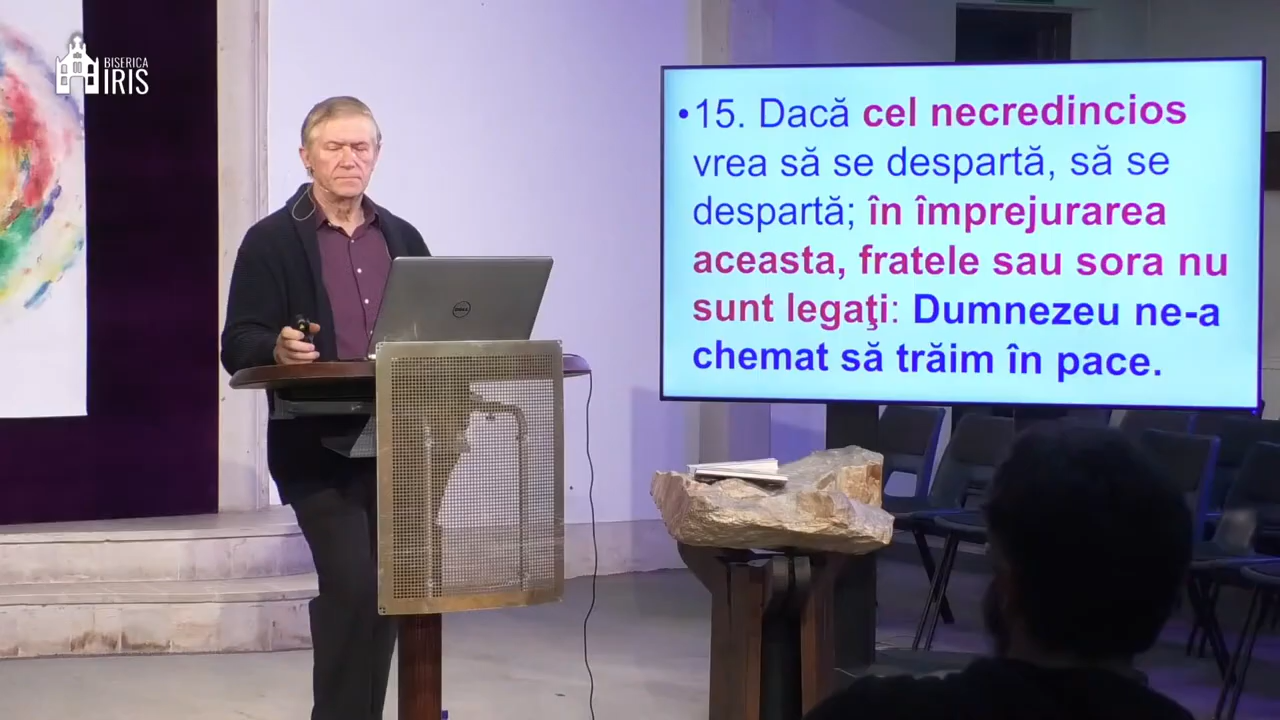 BISERICA
IRIS
•15. Dacă cel necredincios
vrea să se despartă, să se
despartă; în împrejurarea
aceasta, fratele sau sora nu
sunt legaţi: Dumnezeu ne-a
chemat să trăim în pace.
DELL